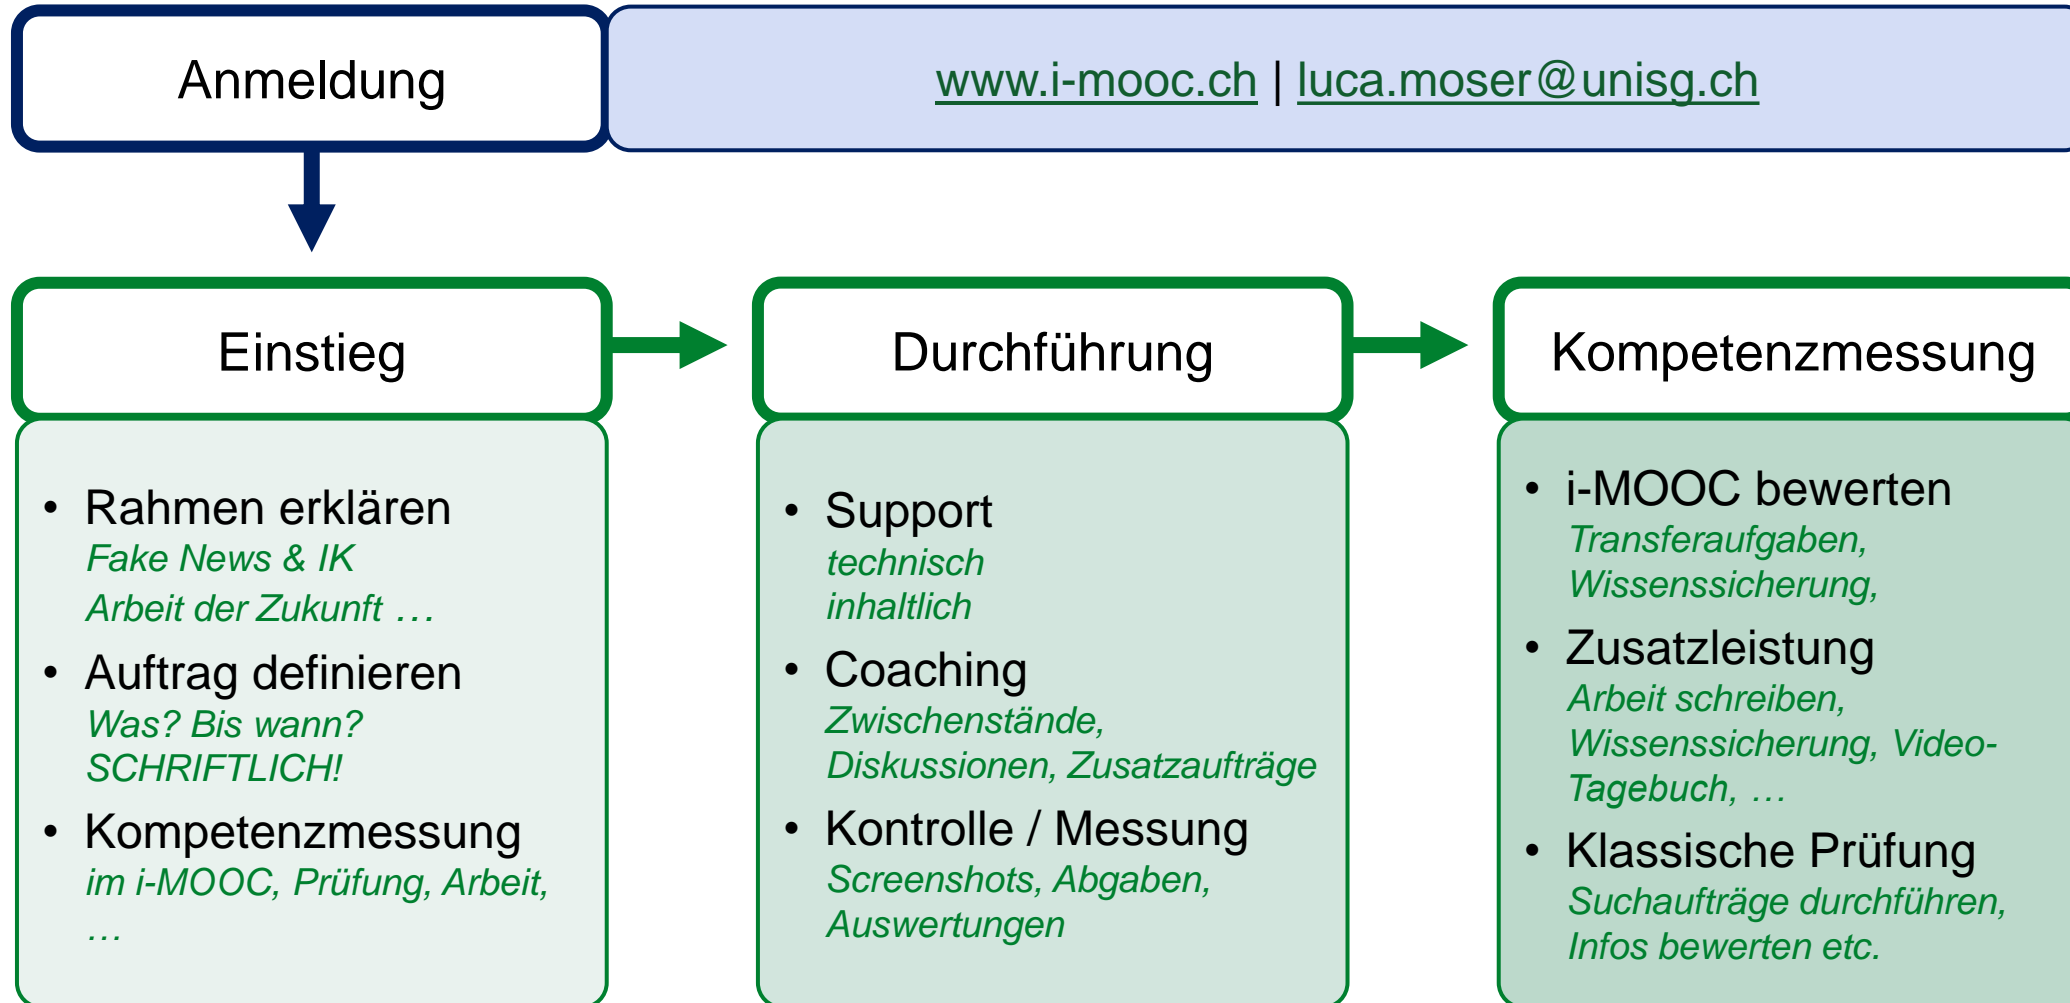 Anmeldung
www.i-mooc.ch | luca.moser@unisg.ch
Einstieg
• Rahmen erklären
Fake News & IK
Arbeit der Zukunft …
• Auftrag definieren
Was? Bis wann?
SCHRIFTLICH!
• Kompetenzmessung
im i-MOOC, Prüfung, Arbeit,
…
Durchführung
• Support
technisch
inhaltlich
• Coaching
Zwischenstände,
Diskussionen, Zusatzaufträge
• Kontrolle / Messung
Screenshots, Abgaben,
Auswertungen
Kompetenzmessung
• i-MOOC bewerten
Transferaufgaben,
Wissenssicherung,
• Zusatzleistung
Arbeit schreiben,
Wissenssicherung, Video-
Tagebuch, …
• Klassische Prüfung
Suchaufträge durchführen,
Infos bewerten etc.